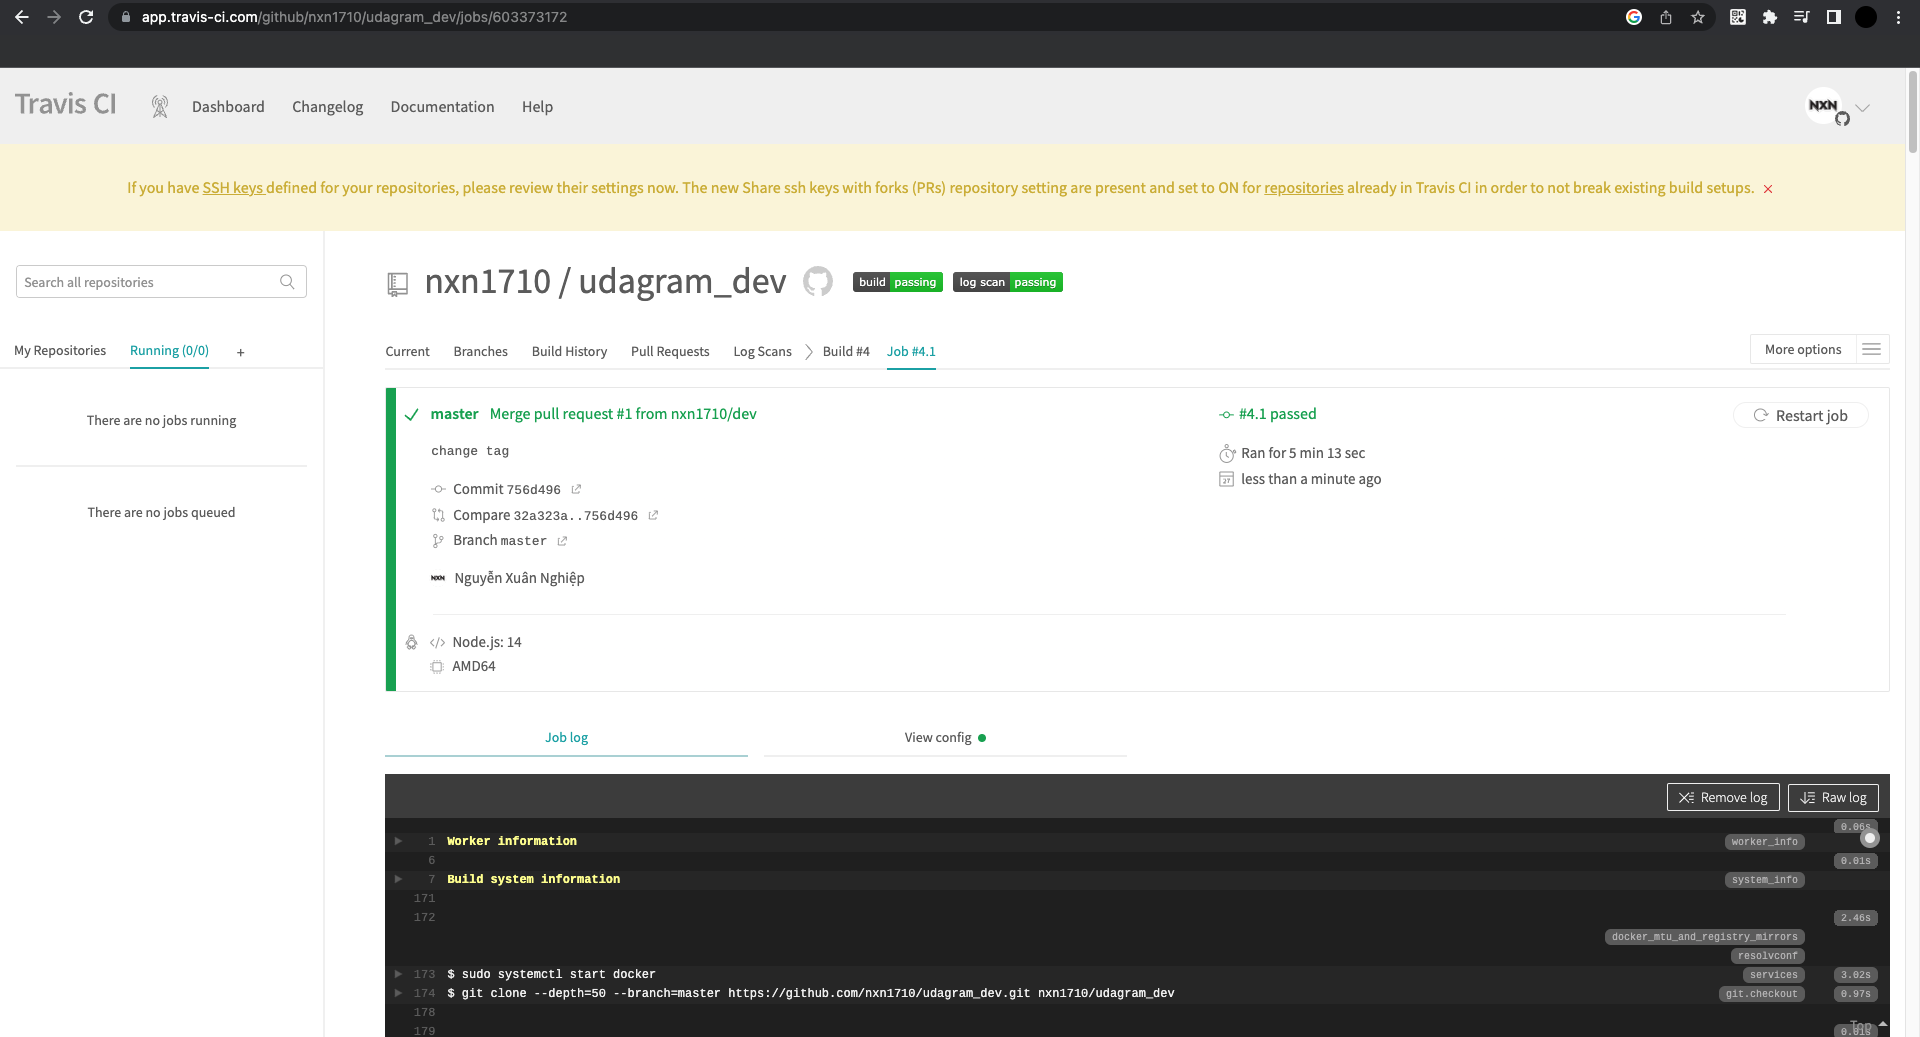 app.travis-ci.com/github/nxn1710/udagram_dev/jobs/603373172
Travis CI
Dashboard
Changelog
Documentation
Help
NXN
If you have SSH keys defined for your repositories, please review their settings now. The new Share ssh keys with forks (PRs) repository setting are present and set to ON for repositories already in Travis CI in order to not break existing build setups.
Search all repositories
My Repositories
Running (0/0)
+
There are no jobs running
There are no jobs queued
nxn1710 / udagram_dev
build passing
log scan passing
Current
Branches
Build History
Pull Requests
Log Scans
Build #4
Job #4.1
More options
master Merge pull request #1 from nxn1710/dev
change tag
Commit 756d496
Compare 32a323a..756d496
Branch master
NXN Nguyễn Xuân Nghiệp
#4.1 passed
Ran for 5 min 13 sec
27 less than a minute ago
Restart job
</> Node.js: 14
AMD64
Job log
View config
Remove log
Raw log
0.06s
1 Worker information worker_info
6 0.01s
7 Build system information system_info
171
172 2.46s
docker_mtu_and_registry_mirrors
resolvconf
173 $ sudo systemctl start docker services 3.02s
174 $ git clone --depth=50 --branch=master https://github.com/nxn1710/udagram_dev.git nxn1710/udagram_dev git.checkout 0.97s
178
Top
179 0.01s